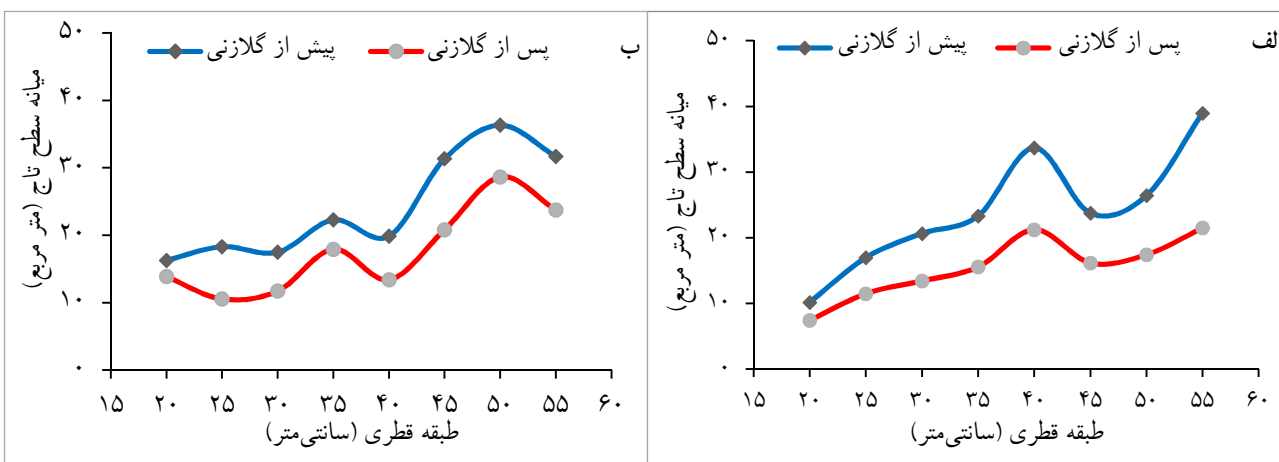 الف
پیش از گلازنی
پس از گلازنی
میانه سطح تاج (متر مربع)
۵۰
۴۰
۳۰
۲۰
۱۰
۰
۱۵ ۲۰ ۲۵ ۳۰ ۳۵ ۴۰ ۴۵ ۵۰ ۵۵ ۶۰
طبقه قطری (سانتی‌متر)
ب
پیش از گلازنی
پس از گلازنی
میانه سطح تاج (متر مربع)
۵۰
۴۰
۳۰
۲۰
۱۰
۰
۱۵ ۲۰ ۲۵ ۳۰ ۳۵ ۴۰ ۴۵ ۵۰ ۵۵ ۶۰
طبقه قطری (سانتی‌متر)